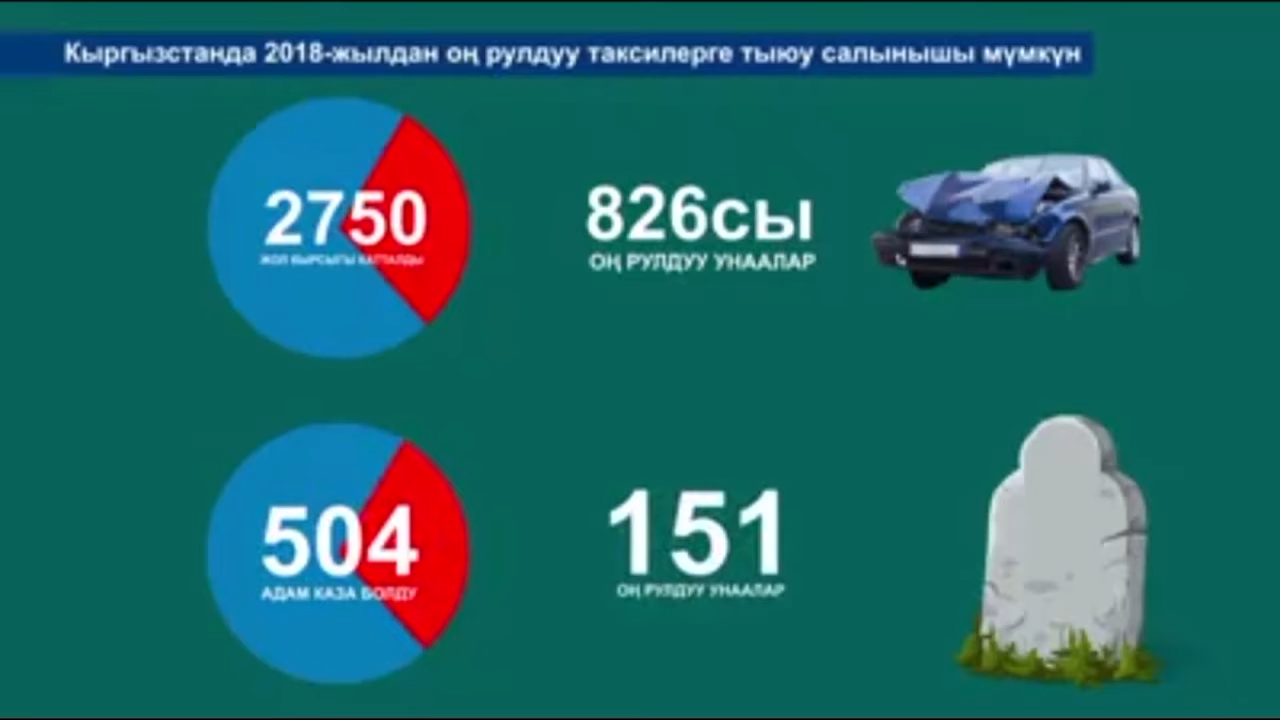 Кыргызстанда 2018-жылдан оң рулдуу таксилерге тыюу салынышы мүмкүн
2750
ЖОЛ КЫРСЫГЫ КАТТАЛДЫ
826сы
ОҢ РУЛДУУ УНААЛАР
504
АДАМ КАЗА БОЛДУ
151
ОҢ РУЛДУУ УНААЛАР